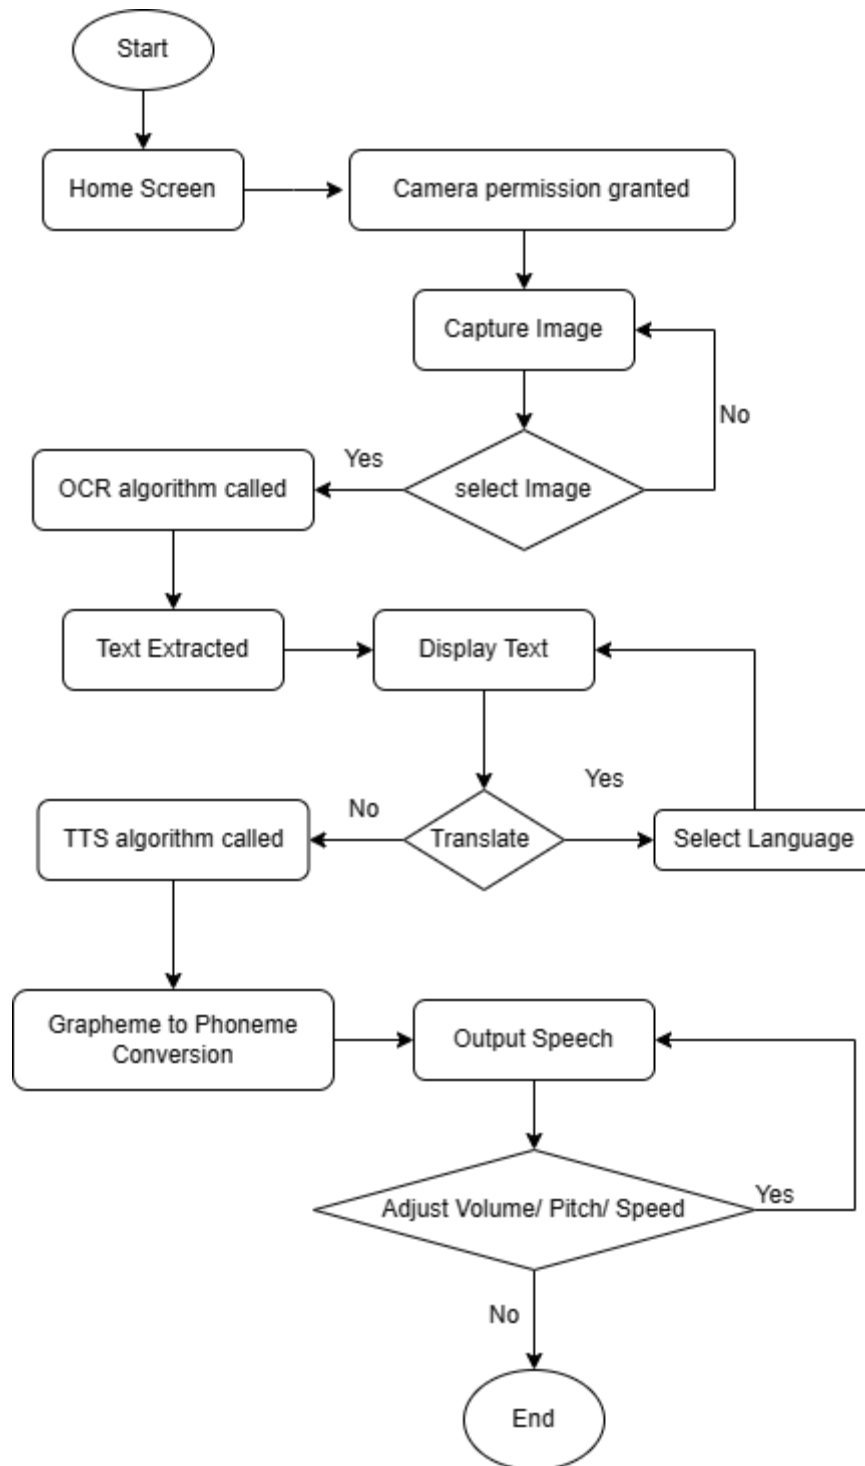 Start
Home Screen
Camera permission granted
Capture Image
No
Yes
select Image
OCR algorithm called
Text Extracted
Display Text
Yes
No
Translate
TTS algorithm called
Select Language
Grapheme to Phoneme
Conversion
Output Speech
Yes
Adjust Volume/ Pitch/ Speed
No
End